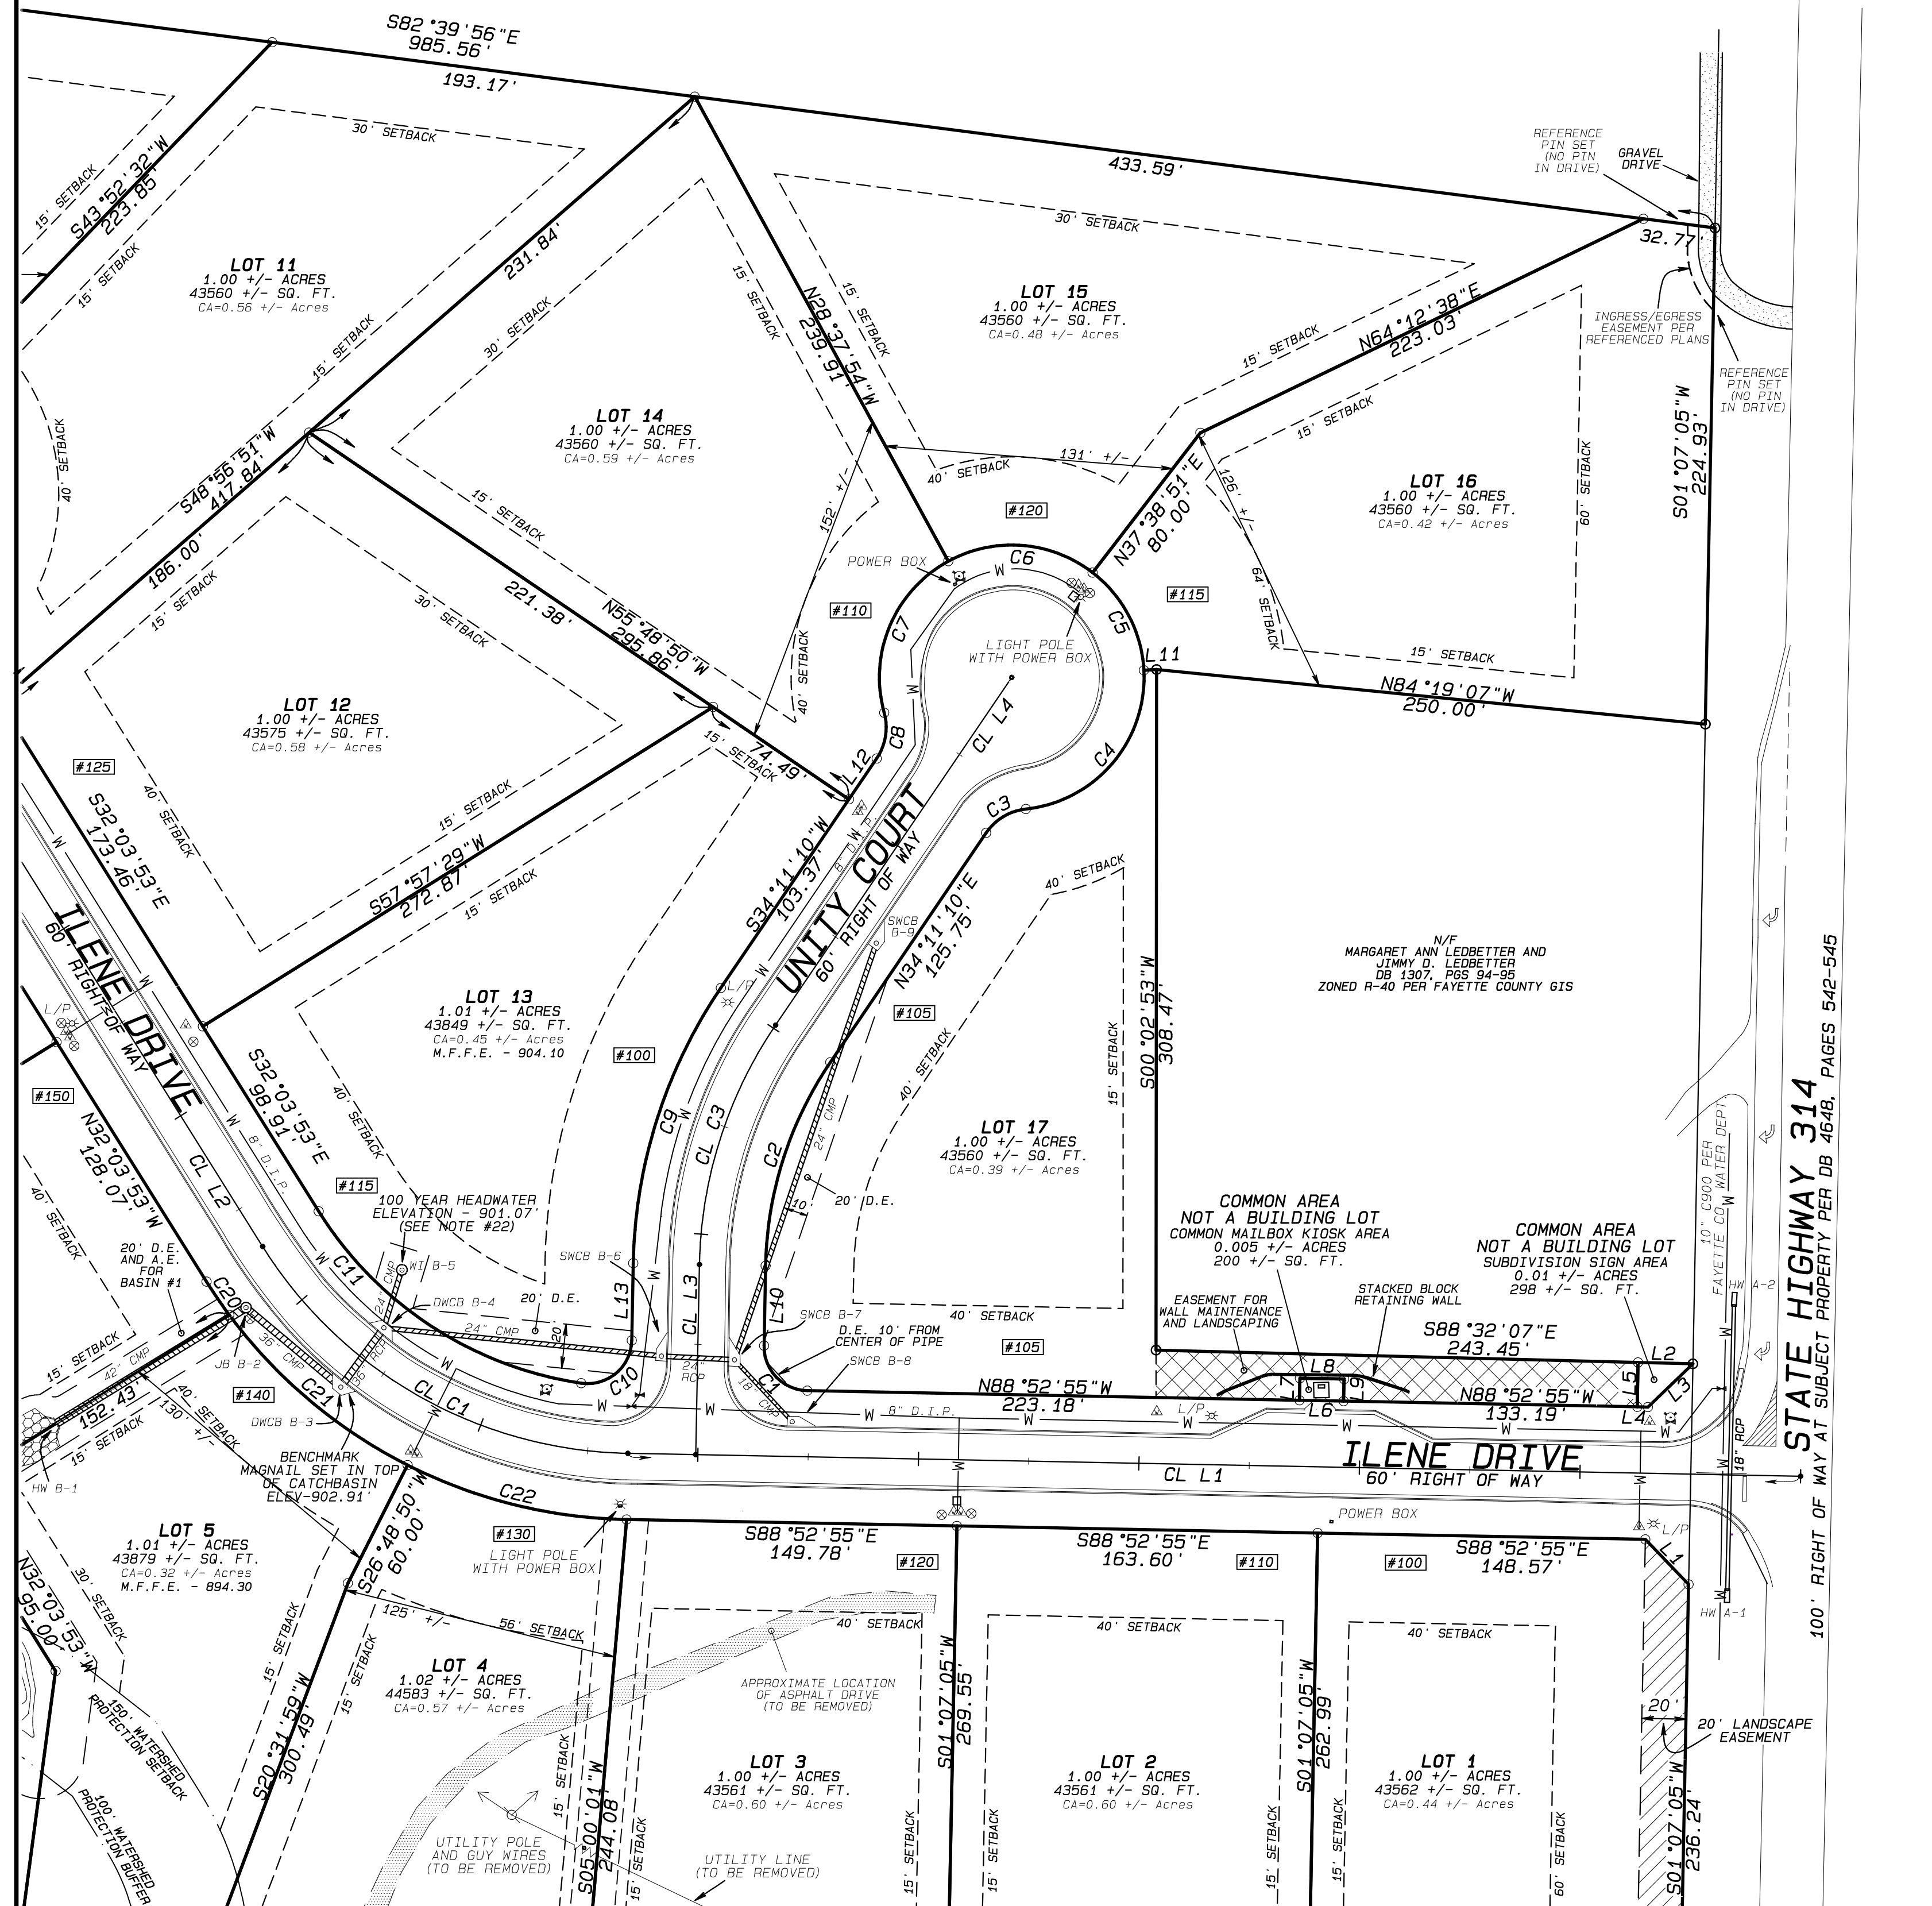 S82°39'56"E
985.56'
193.17'
433.59'
32.77'
REFERENCE
PIN SET
(NO PIN
IN DRIVE)
GRAVEL
DRIVE
30' SETBACK
15' SETBACK
S43°52'32"W
223.85'
15' SETBACK
LOT 11
1.00 +/- ACRES
43560 +/- SQ. FT.
CA=0.56 +/- Acres
15' SETBACK
40' SETBACK
231.84'
30' SETBACK
15' SETBACK
LOT 14
1.00 +/- ACRES
43560 +/- SQ. FT.
CA=0.59 +/- Acres
15' SETBACK
N28°37'54"W
239.91'
15' SETBACK
30' SETBACK
LOT 15
1.00 +/- ACRES
43560 +/- SQ. FT.
CA=0.48 +/- Acres
15' SETBACK
N64°12'38"E
223.03'
15' SETBACK
INGRESS/EGRESS
EASEMENT PER
REFERENCED PLANS
REFERENCE
PIN SET
(NO PIN
IN DRIVE)
S01°07'05"W
224.93'
60' SETBACK
LOT 16
1.00 +/- ACRES
43560 +/- SQ. FT.
CA=0.42 +/- Acres
40' SETBACK
131' +/-
126' +/-
152' +/-
#120
N37°38'51"E
80.00'
64' SETBACK
15' SETBACK
#115
L11
N84°19'07"W
250.00'
S48°56'51"W
417.84'
186.00'
15' SETBACK
30' SETBACK
221.38'
N55°48'50"W
295.86'
74.49'
15' SETBACK
40' SETBACK
POWER BOX
#110
C6
W
C5
C7
LIGHT POLE
WITH POWER BOX
W
C8
CL L4
C4
C3
L12
LOT 12
1.00 +/- ACRES
43575 +/- SQ. FT.
CA=0.58 +/- Acres
#125
40' SETBACK
S32°03'53"E
173.46'
15' SETBACK
S57°57'29"W
272.87'
15' SETBACK
S34°11'10"W
103.37'
8" D.I.P.
UNITY COURT
60' RIGHT OF WAY
SWCB
B-9
N34°11'10"E
125.75'
40' SETBACK
#105
40' SETBACK
15' SETBACK
S00°02'53"W
308.47'
N/F
MARGARET ANN LEDBETTER AND
JIMMY D. LEDBETTER
DB 1307, PGS 94-95
ZONED R-40 PER FAYETTE COUNTY GIS
ILENE DRIVE
60' RIGHT OF WAY
L/P
#150
N32°03'53"W
128.07'
LOT 13
1.01 +/- ACRES
43849 +/- SQ. FT.
CA=0.45 +/- Acres
M.F.F.E. - 904.10
#100
L/P
S32°03'53"E
98.91'
40' SETBACK
8" D.I.P.
CL L2
C9
CL C3
C2
24" CMP
LOT 17
1.00 +/- ACRES
43560 +/- SQ. FT.
CA=0.39 +/- Acres
20' D.E.
10'
#115
100 YEAR HEADWATER
ELEVATION - 901.07'
(SEE NOTE #22)
WI B-5
SWCB B-6
24" CMP
DWCB B-4
20' D.E.
24" CMP
20'
L13
CL L3
L10
SWCB B-7
40' SETBACK
D.E. 10' FROM
CENTER OF PIPE
#105
SWCB B-8
24"
RCP
18" CMP
C1
C10
C11
40' SETBACK
20' D.E.
AND A.E.
FOR
BASIN #1
C20
JB B-2
36" CMP
36" RCP
15' SETBACK
42" CMP
152.43'
15' SETBACK
40' SETBACK
130' +/-
#140
C21
DWCB B-3
CL C1
BENCHMARK
MAGNAIL SET IN TOP
OF CATCHBASIN
ELEV-902.91'
HW B-1
C22
COMMON AREA
NOT A BUILDING LOT
COMMON MAILBOX KIOSK AREA
0.005 +/- ACRES
200 +/- SQ. FT.
COMMON AREA
NOT A BUILDING LOT
SUBDIVISION SIGN AREA
0.01 +/- ACRES
298 +/- SQ. FT.
EASEMENT FOR
WALL MAINTENANCE
AND LANDSCAPING
STACKED BLOCK
RETAINING WALL
S88°32'07"E
243.45'
L2
L8
L7
L9
L5
L3
L6
L4
N88°52'55"W
223.18'
N88°52'55"W
133.19'
8" D.I.P.
L/P
ILENE DRIVE
60' RIGHT OF WAY
CL L1
POWER BOX
L/P
L1
10" C900 PER
FAYETTE CO WATER DEPT.
HW A-2
18" RCP
HW A-1
STATE HIGHWAY 314
100' RIGHT OF WAY AT SUBJECT PROPERTY PER DB 4648, PAGES 542-545
LOT 5
1.01 +/- ACRES
43879 +/- SQ. FT.
CA=0.32 +/- Acres
M.F.F.E. - 894.30
N32°03'53"W
95.00'
30' SETBACK
150' WATERSHED
PROTECTION SETBACK
100' WATERSHED
PROTECTION BUFFER
S26°48'50"W
60.00'
#130
LIGHT POLE
WITH POWER BOX
S88°52'55"E
149.78'
#120
S88°52'55"E
163.60'
#110
#100
S88°52'55"E
148.57'
125' +/-
56' SETBACK
15' SETBACK
15' SETBACK
S20°31'59"W
300.49'
LOT 4
1.02 +/- ACRES
44583 +/- SQ. FT.
CA=0.57 +/- Acres
APPROXIMATE LOCATION
OF ASPHALT DRIVE
(TO BE REMOVED)
40' SETBACK
40' SETBACK
40' SETBACK
UTILITY POLE
AND GUY WIRES
(TO BE REMOVED)
15' SETBACK
S05°00'01"W
244.08'
15' SETBACK
UTILITY LINE
(TO BE REMOVED)
LOT 3
1.00 +/- ACRES
43561 +/- SQ. FT.
CA=0.60 +/- Acres
15' SETBACK
S01°07'05"W
269.55'
15' SETBACK
LOT 2
1.00 +/- ACRES
43561 +/- SQ. FT.
CA=0.60 +/- Acres
15' SETBACK
S01°07'05"W
262.99'
15' SETBACK
LOT 1
1.00 +/- ACRES
43562 +/- SQ. FT.
CA=0.44 +/- Acres
60' SETBACK
20'
20' LANDSCAPE
EASEMENT
S01°07'05"W
236.24'